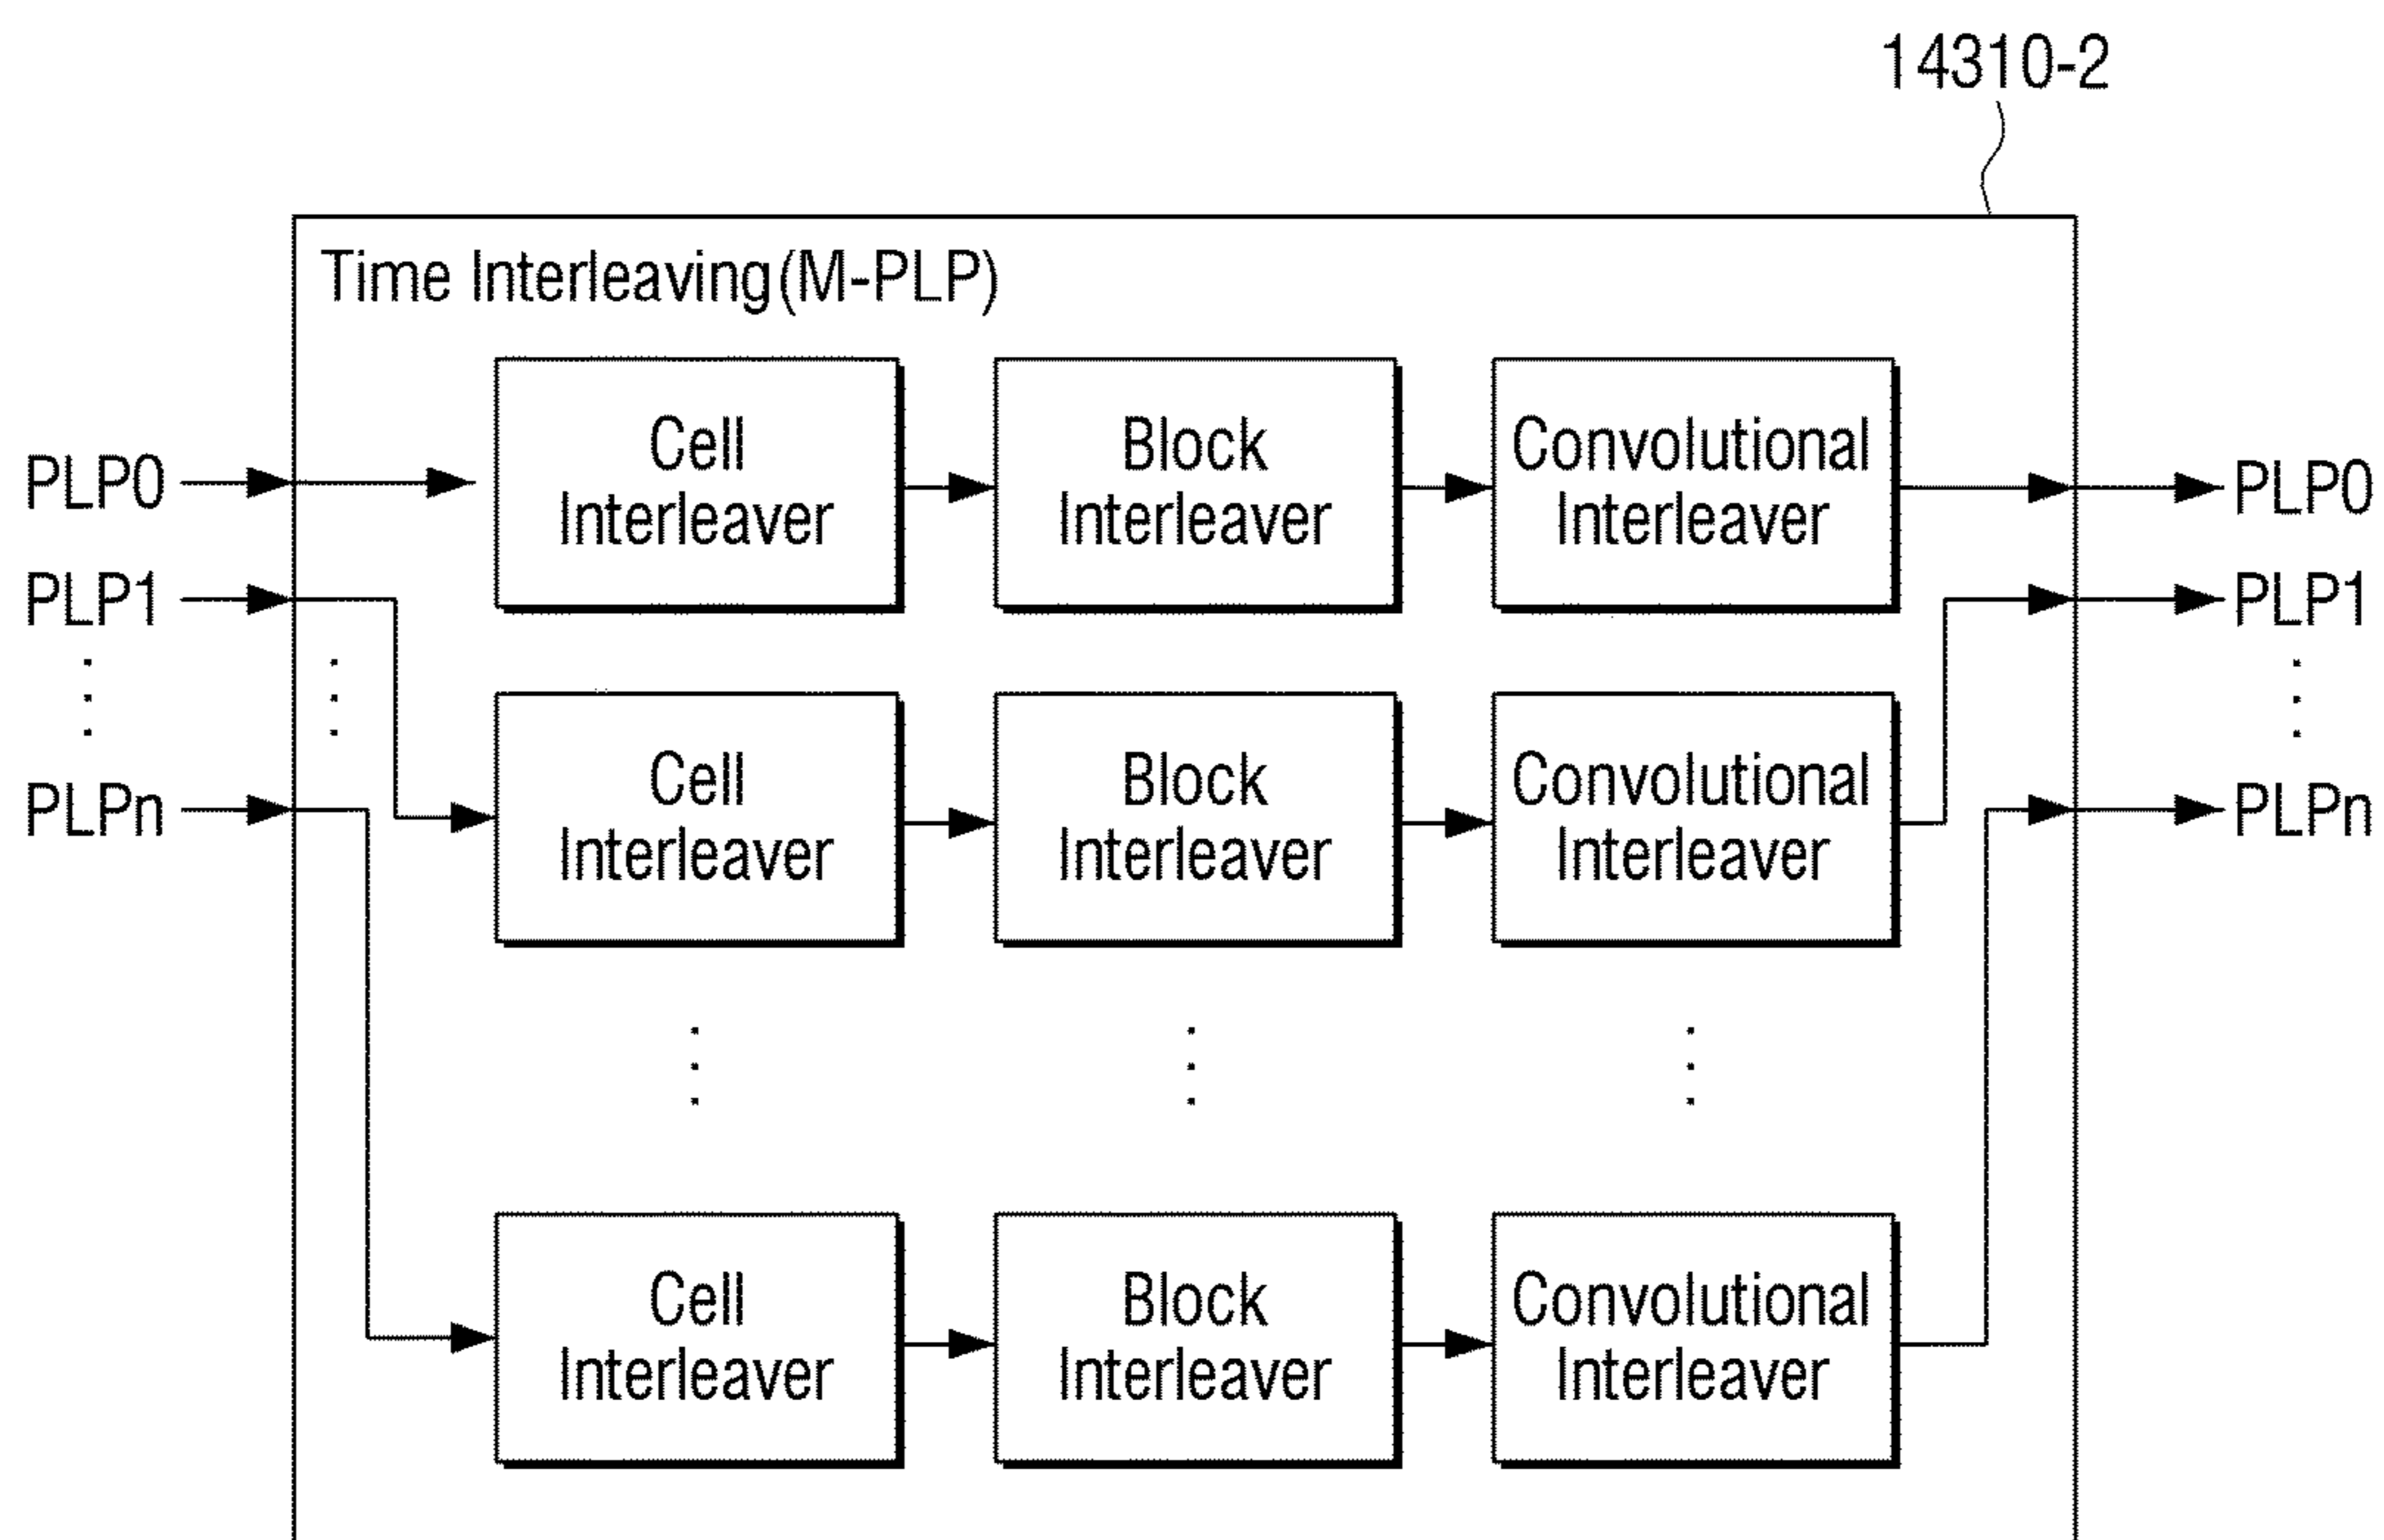 14310-2
Time Interleaving(M-PLP)
PLP0
Cell
Interleaver
Block
Interleaver
Convolutional
Interleaver
PLP0
PLP1
PLP1
Cell
Interleaver
Block
Interleaver
Convolutional
Interleaver
PLPn
PLPn
Cell
Interleaver
Block
Interleaver
Convolutional
Interleaver